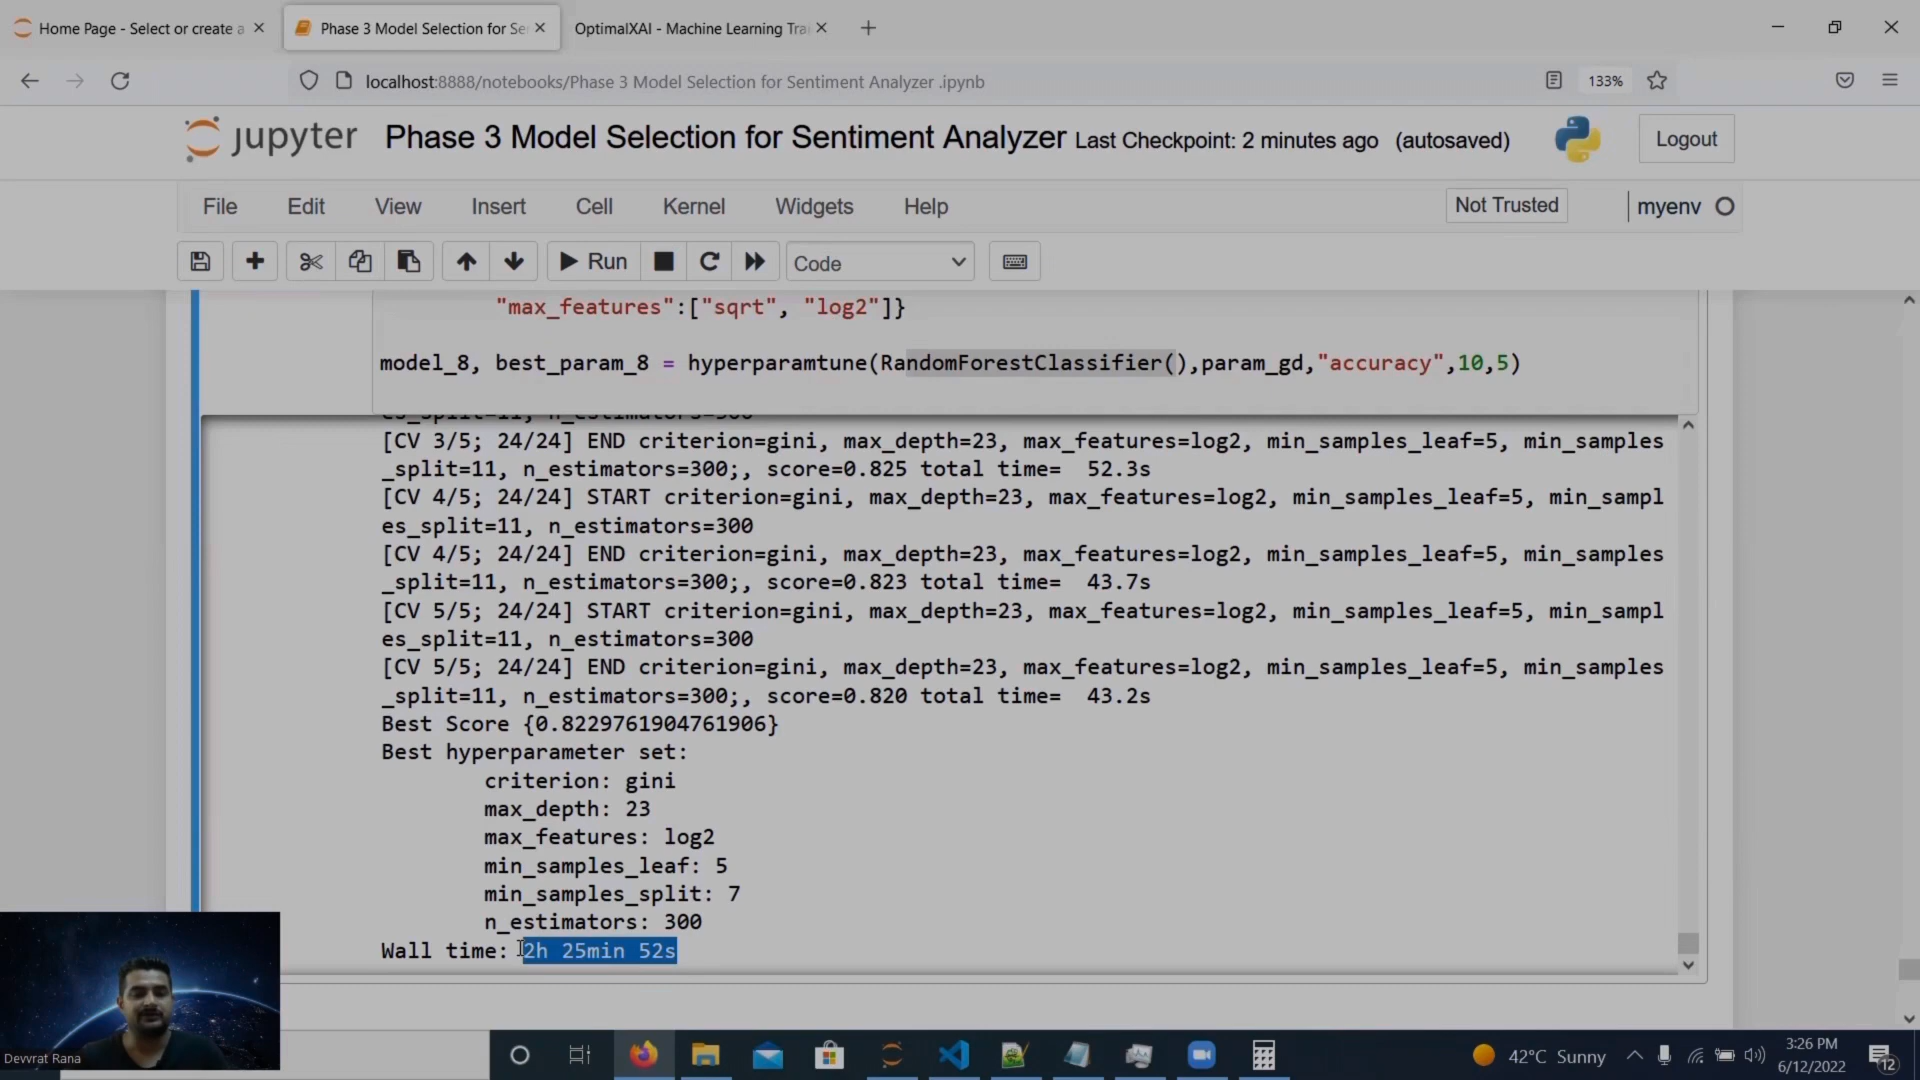 Home Page - Select or create a
Phase 3 Model Selection for Se
OptimalXAI - Machine Learning Tra
localhost:8888/notebooks/Phase 3 Model Selection for Sentiment Analyzer .ipynb
133%
jupyter Phase 3 Model Selection for Sentiment Analyzer Last Checkpoint: 2 minutes ago (autosaved)
Logout
File Edit View Insert Cell Kernel Widgets Help
Not Trusted
myenv
Run
Code
"max_features":["sqrt", "log2"]}
model_8, best_param_8 = hyperparamtune(RandomForestClassifier(),param_gd,"accuracy",10,5)
es_split=11, n_estimators=300
[CV 3/5; 24/24] END criterion=gini, max_depth=23, max_features=log2, min_samples_leaf=5, min_samples
_split=11, n_estimators=300;, score=0.825 total time=  52.3s
[CV 4/5; 24/24] START criterion=gini, max_depth=23, max_features=log2, min_samples_leaf=5, min_sampl
es_split=11, n_estimators=300
[CV 4/5; 24/24] END criterion=gini, max_depth=23, max_features=log2, min_samples_leaf=5, min_samples
_split=11, n_estimators=300;, score=0.823 total time=  43.7s
[CV 5/5; 24/24] START criterion=gini, max_depth=23, max_features=log2, min_samples_leaf=5, min_sampl
es_split=11, n_estimators=300
[CV 5/5; 24/24] END criterion=gini, max_depth=23, max_features=log2, min_samples_leaf=5, min_samples
_split=11, n_estimators=300;, score=0.820 total time=  43.2s
Best Score {0.8229761904761906}
Best hyperparameter set:
criterion: gini
max_depth: 23
max_features: log2
min_samples_leaf: 5
min_samples_split: 7
n_estimators: 300
Wall time: 2h 25min 52s
Devvrat Rana
42°C Sunny
3:26 PM
6/12/2022
12